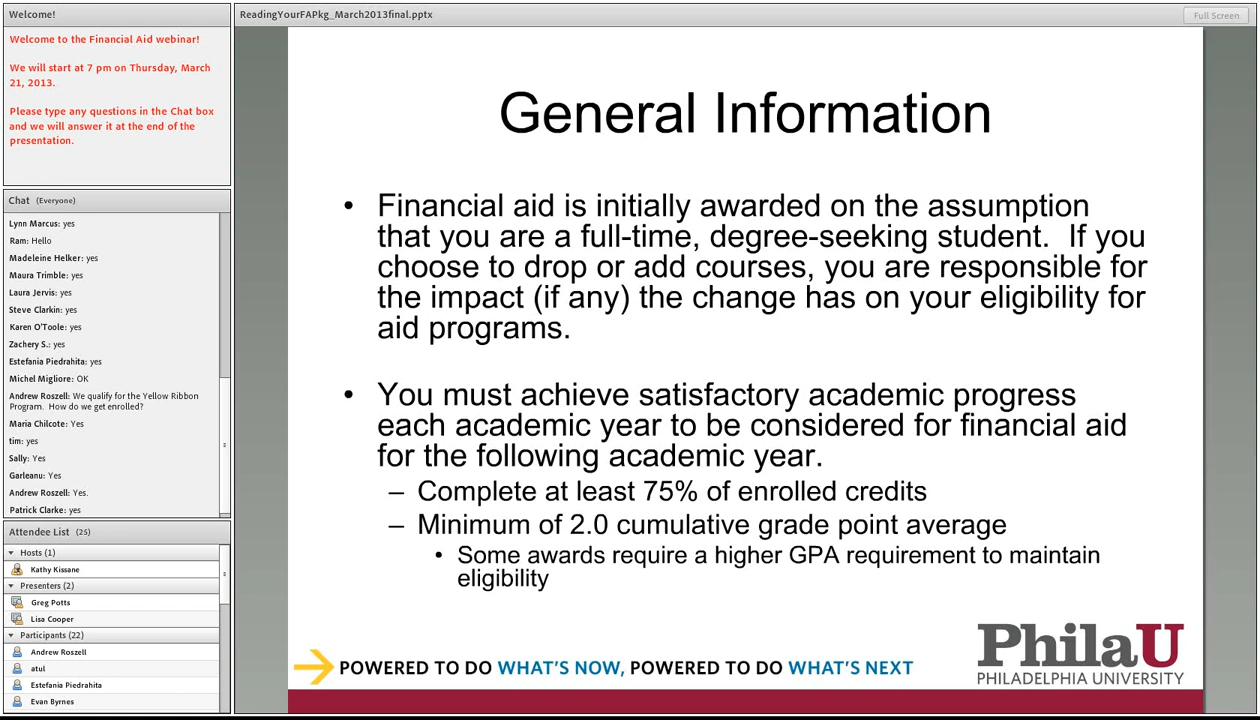 Welcome!
Welcome to the Financial Aid webinar!
We will start at 7 pm on Thursday, March
21, 2013.
Please type any questions in the Chat box
and we will answer it at the end of the
presentation.
Chat (Everyone)
Lynn Marcus: yes
Ram: Hello
Madeleine Helker: yes
Maura Trimble: yes
Laura Jervis: yes
Steve Clarkin: yes
Karen O'Toole: yes
Zachery S.: yes
Estefania Piedrahita: yes
Michel Migliore: OK
Andrew Roszell: We qualify for the Yellow Ribbon
Program. How do we get enrolled?
Maria Chilcote: Yes
tim: yes
Sally: Yes
Garleanu: Yes
Andrew Roszell: Yes.
Patrick Clarke: yes
Attendee List (25)
Hosts (1)
Kathy Kissane
Presenters (2)
Greg Potts
Lisa Cooper
Participants (22)
Andrew Roszell
atul
Estefania Piedrahita
Evan Byrnes
ReadingYourFAPkg_March2013final.pptx
Full Screen
General Information
• Financial aid is initially awarded on the assumption
that you are a full-time, degree-seeking student. If you
choose to drop or add courses, you are responsible for
the impact (if any) the change has on your eligibility for
aid programs.
• You must achieve satisfactory academic progress
each academic year to be considered for financial aid
for the following academic year.
– Complete at least 75% of enrolled credits
– Minimum of 2.0 cumulative grade point average
• Some awards require a higher GPA requirement to maintain
eligibility
POWERED TO DO WHAT'S NOW, POWERED TO DO WHAT'S NEXT
PhilaU
PHILADELPHIA UNIVERSITY